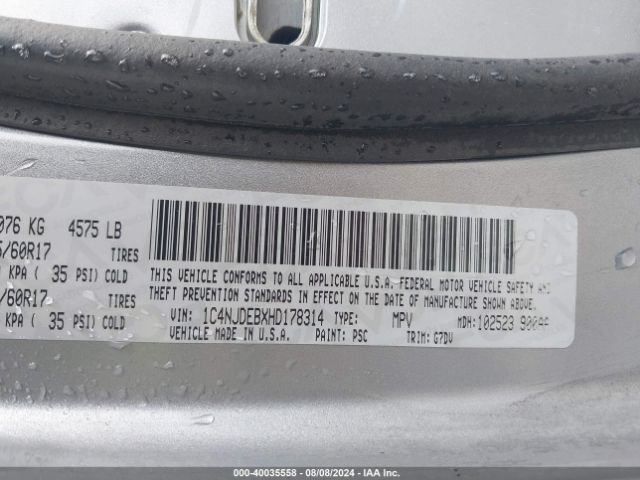 076 KG 4575 LB
/60R17 TIRES
KPA ( 35 PSI) COLD
/60R17 TIRES
KPA ( 35 PSI) COLD
THIS VEHICLE CONFORMS TO ALL APPLICABLE U.S.A. FEDERAL MOTOR VEHICLE SAFETY AND
THEFT PREVENTION STANDARDS IN EFFECT ON THE DATE OF MANUFACTURE SHOWN ABOVE.
VIN: 1C4NJDEBXHD178314 TYPE: MPV MDH: 102523
VEHICLE MADE IN U.S.A. PAINT: PSC TRIM: G7DV
© - 40035558 - 08/08/2024 - IAA Inc.